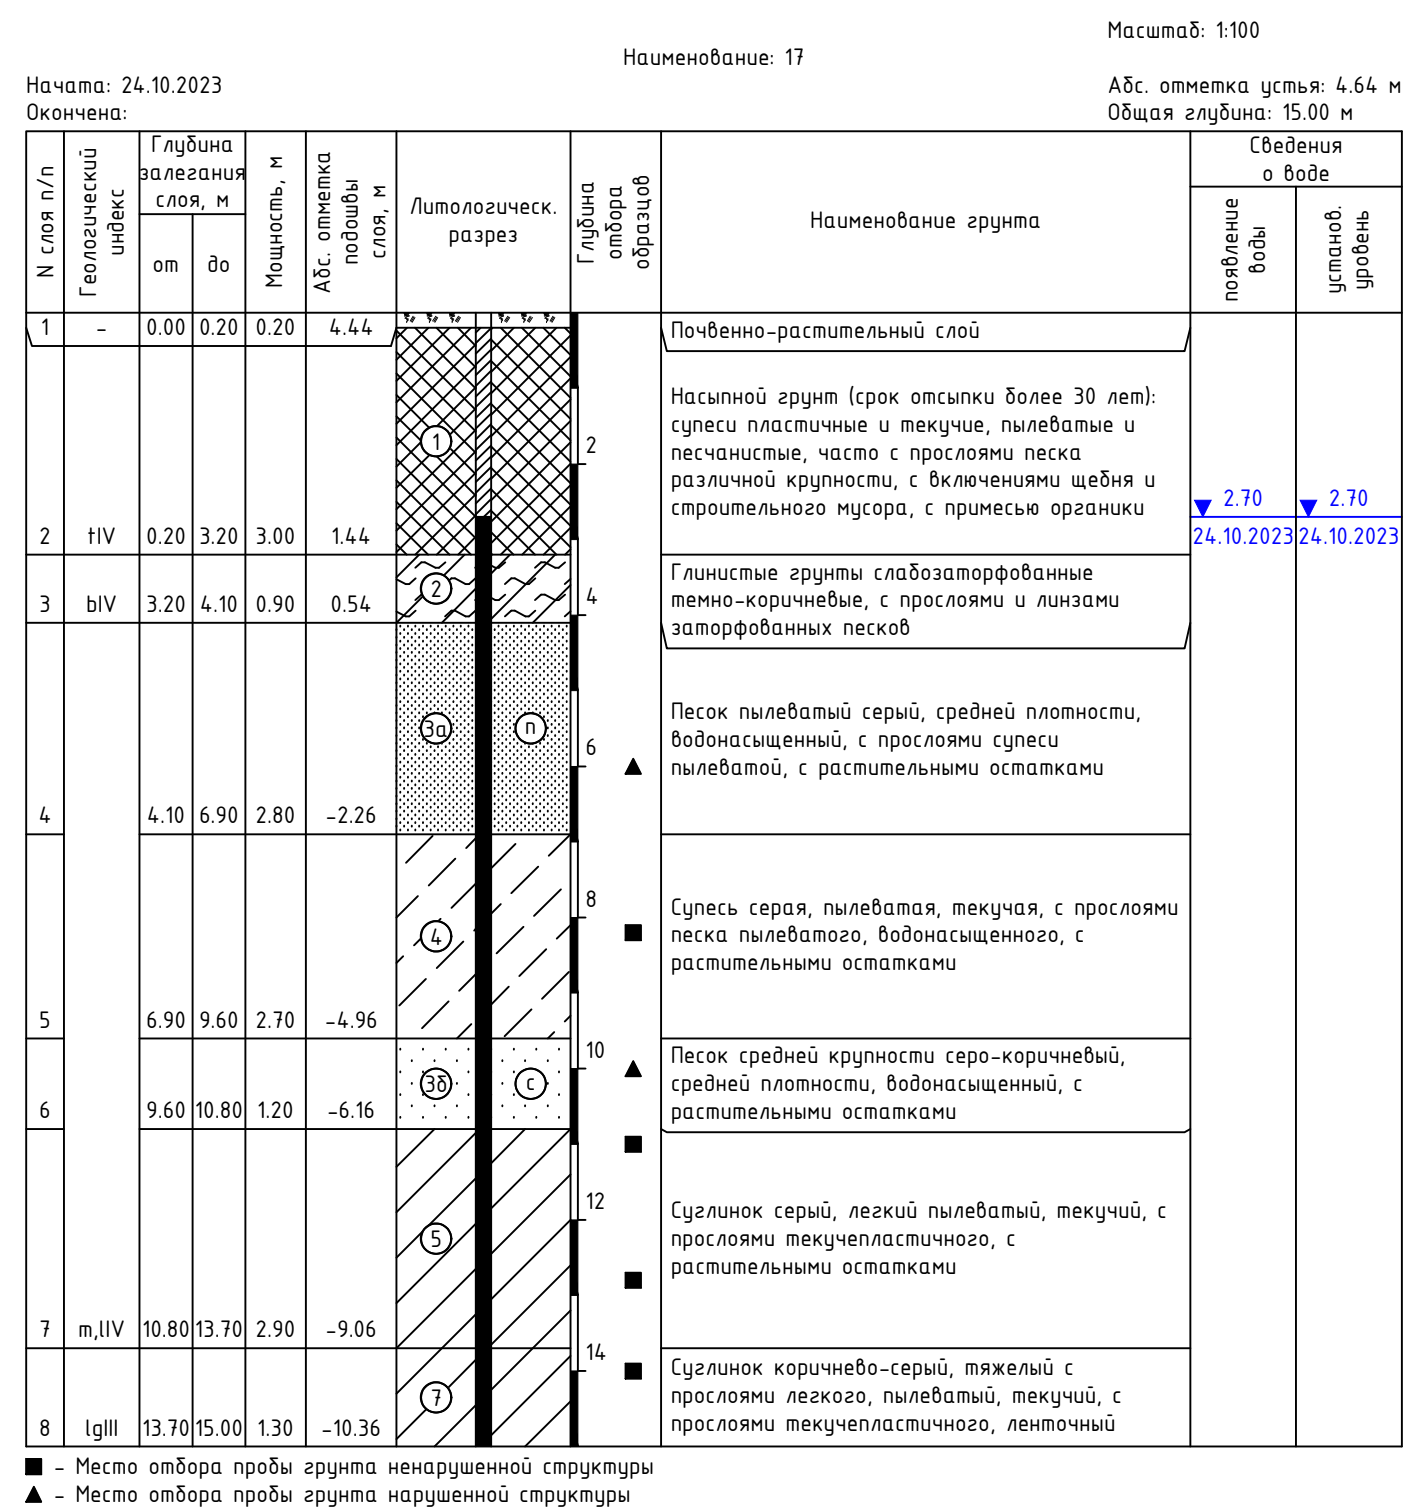 Масштаб: 1:100
Наименование: 17
Начата: 24.10.2023
Абс. отметка устья: 4.64 м
Окончена:
Общая глубина: 15.00 м
N слоя п/п
Геологический
индекс
Глубина
залегания
слоя, м
от
до
Мощность, м
Абс. отметка
подошвы
слоя, м
Литологическ.
разрез
Глубина
отбора
образцов
Наименование грунта
Сведения
о воде
появление
воды
установ.
уровень
1 – 0.00 0.20 0.20 4.44
Почвенно-растительный слой
Насыпной грунт (срок отсыпки более 30 лет):
супеси пластичные и текучие, пылеватые и
песчанистые, часто с прослоями песка
различной крупности, с включениями щебня и
строительного мусора, с примесью органики
1
2
2.70 2.70
24.10.2023 24.10.2023
2 tIV 0.20 3.20 3.00 1.44
Глинистые грунты слабозаторфованные
темно-коричневые, с прослоями и линзами
заторфованных песков
2
4
3 bIV 3.20 4.10 0.90 0.54
Песок пылеватый серый, средней плотности,
водонасыщенный, с прослоями супеси
пылеватой, с растительными остатками
3а п
6
4 4.10 6.90 2.80 -2.26
8
Супесь серая, пылеватая, текучая, с прослоями
песка пылеватого, водонасыщенного, с
растительными остатками
4
5 6.90 9.60 2.70 -4.96
10
Песок средней крупности серо-коричневый,
средней плотности, водонасыщенный, с
растительными остатками
3б с
6 9.60 10.80 1.20 -6.16
12
Суглинок серый, легкий пылеватый, текучий, с
прослоями текучепластичного, с
растительными остатками
5
7 m,lIV 10.80 13.70 2.90 -9.06
14
Суглинок коричнево-серый, тяжелый с
прослоями легкого, пылеватый, текучий, с
прослоями текучепластичного, ленточный
7
8 lgIII 13.70 15.00 1.30 -10.36
– Место отбора пробы грунта ненарушенной структуры
– Место отбора пробы грунта нарушенной структуры